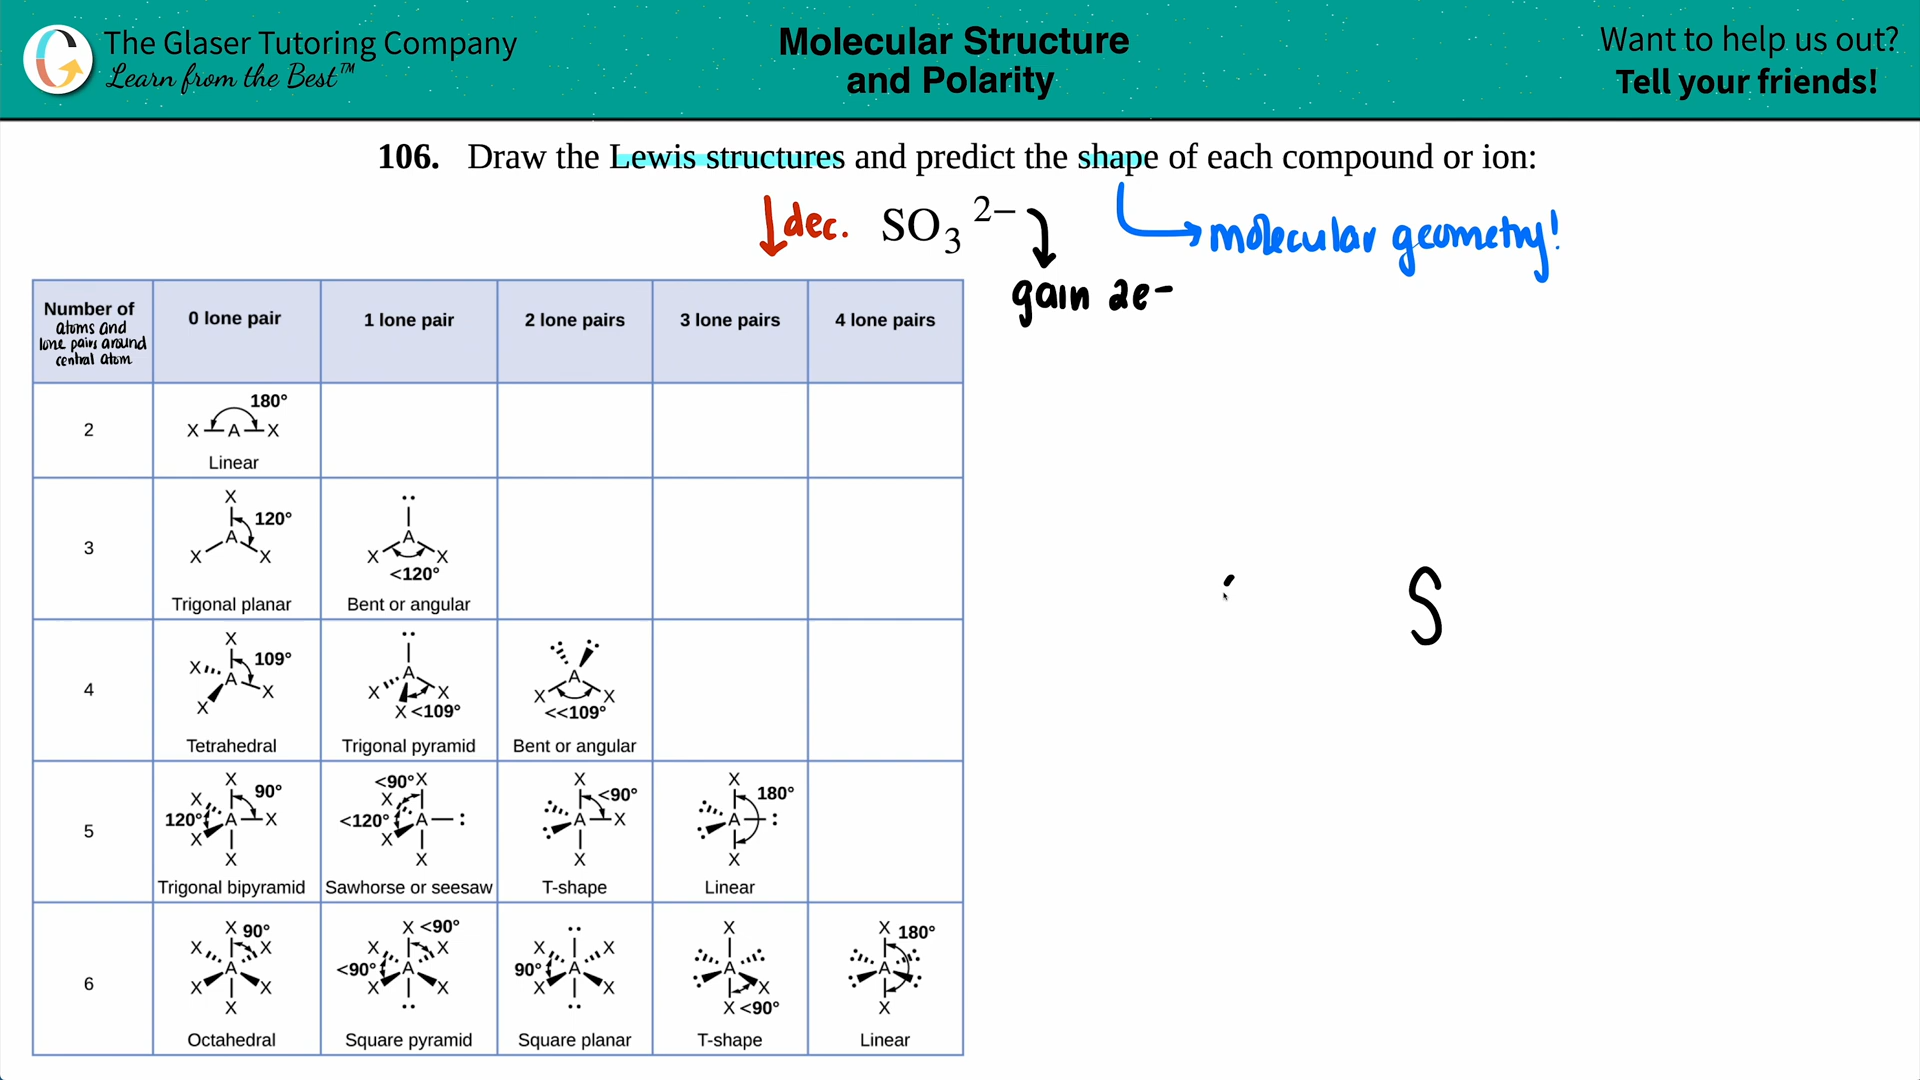 The Glaser Tutoring Company
Learn from the Best™
Molecular Structure
and Polarity
Want to help us out?
Tell your friends!
106. Draw the Lewis structures and predict the shape of each compound or ion:
↓ dec. SO₃²⁻
molecular geometry!
gain 2e-
Number of
atoms and
lone pairs around
central atom
0 lone pair
1 lone pair
2 lone pairs
3 lone pairs
4 lone pairs
2
180°
X A X
Linear
3
X
120°
A
X X
Trigonal planar
A
X X
<120°
Bent or angular
4
X
109°
X
A
X
X
Tetrahedral
A
X X
X <109°
Trigonal pyramid
A
X X
<<109°
Bent or angular
5
X
90°
X
120° A X
X
X
Trigonal bipyramid
<90° X
X
<120° A :
X
X
Sawhorse or seesaw
X
<90°
A X
X
T-shape
X
180°
A :
X
Linear
6
X 90°
X X
A
X X
X
Octahedral
X <90°
X X
<90° A
X X
Square pyramid
X X
90° A
X X
Square planar
X
A
X
X <90°
T-shape
X 180°
A
X
Linear
S